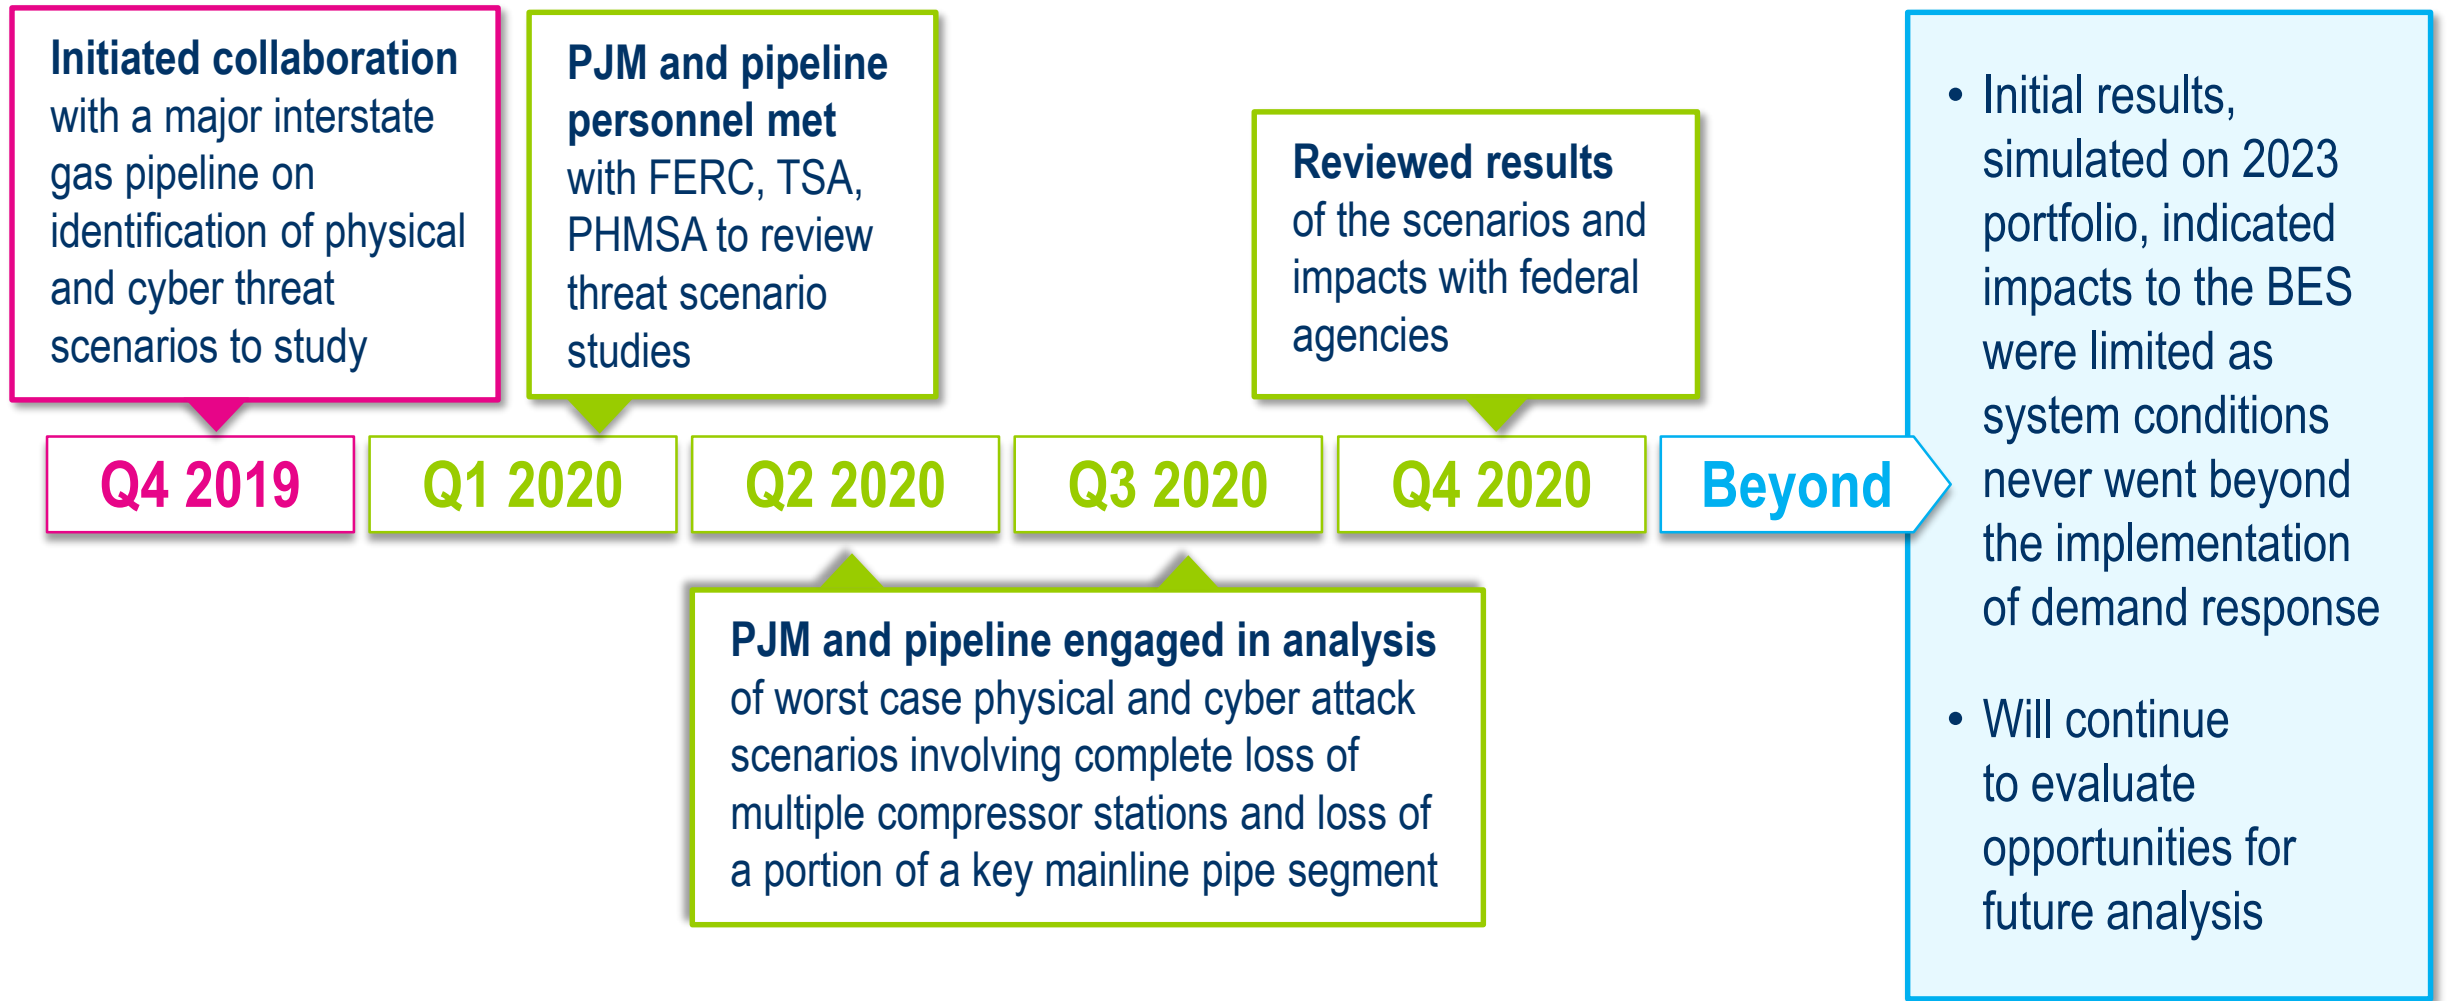 Initiated collaboration
with a major interstate
gas pipeline on
identification of physical
and cyber threat
scenarios to study
PJM and pipeline
personnel met
with FERC, TSA,
PHMSA to review
threat scenario
studies
Reviewed results
of the scenarios and
impacts with federal
agencies
Q4 2019
Q1 2020
Q2 2020
Q3 2020
Q4 2020
Beyond
PJM and pipeline engaged in analysis
of worst case physical and cyber attack
scenarios involving complete loss of
multiple compressor stations and loss of
a portion of a key mainline pipe segment
• Initial results,
simulated on 2023
portfolio, indicated
impacts to the BES
were limited as
system conditions
never went beyond
the implementation
of demand response
• Will continue
to evaluate
opportunities for
future analysis